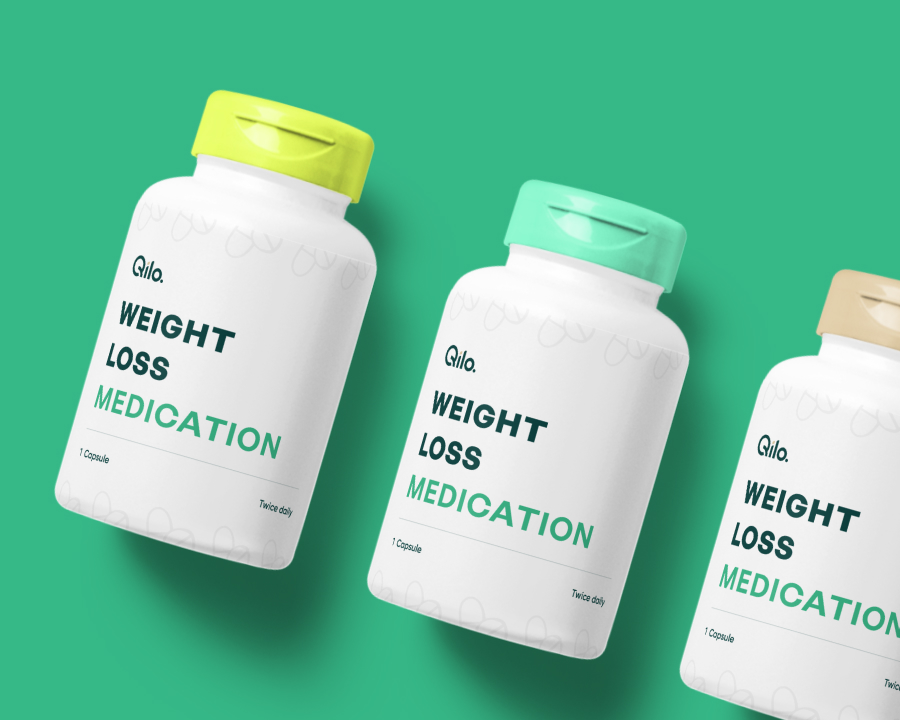 Qilo.
WEIGHT
LOSS
MEDICATION
1 Capsule
Twice daily
Qilo.
WEIGHT
LOSS
MEDICATION
1 Capsule
Twice daily
Qilo.
WEIGHT
LOSS
MEDICATION
1 Capsule